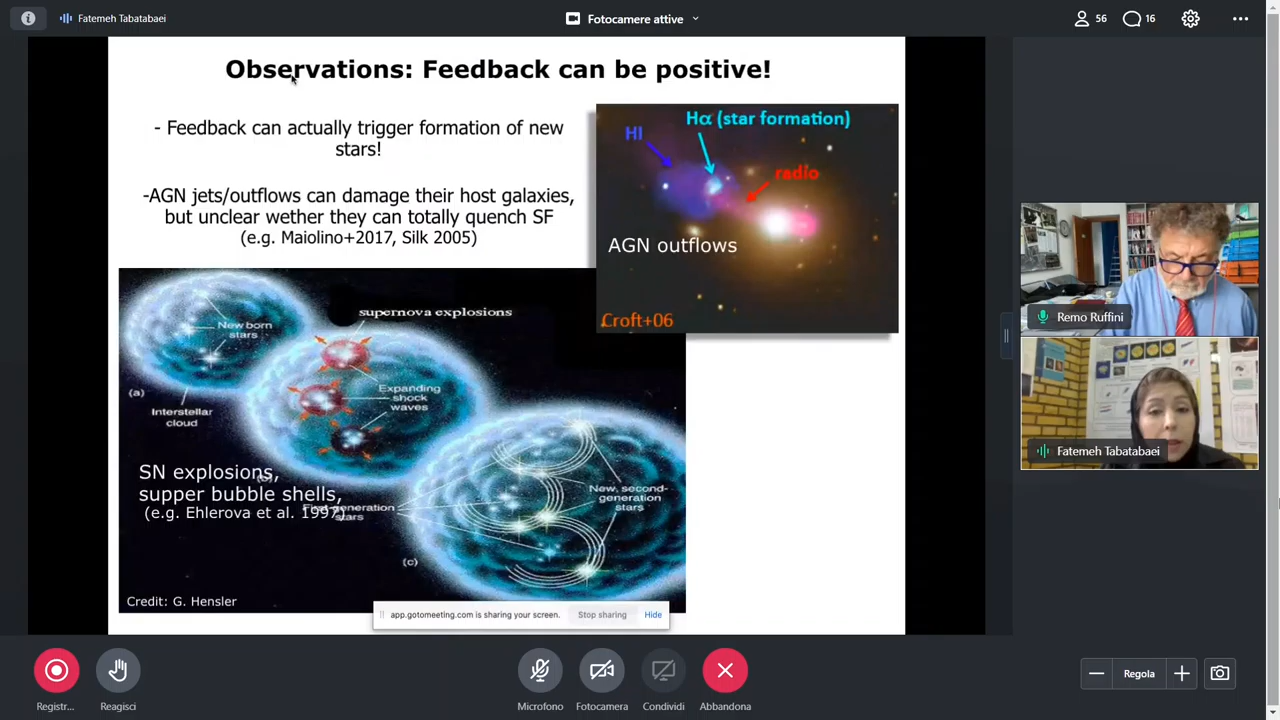 Fatemeh Tabatabaei
Fotocamere attive
56
16
Observations: Feedback can be positive!
- Feedback can actually trigger formation of new
stars!
-AGN jets/outflows can damage their host galaxies,
but unclear wether they can totally quench SF
(e.g. Maiolino+2017, Silk 2005)
HI
Hα (star formation)
radio
AGN outflows
Croft+06
supernova explosions
New born
stars
(a)
Interstellar
cloud
Expanding
shock
waves
SN explosions,
supper bubble shells,
(e.g. Ehlerova et al. 1997)
First-generation
stars
New, second-
generation
stars
(c)
Credit: G. Hensler
app.gotomeeting.com is sharing your screen.
Stop sharing
Hide
Remo Ruffini
Fatemeh Tabatabaei
Registr...
Reagisci
Microfono
Fotocamera
Condividi
Abbandona
Regola